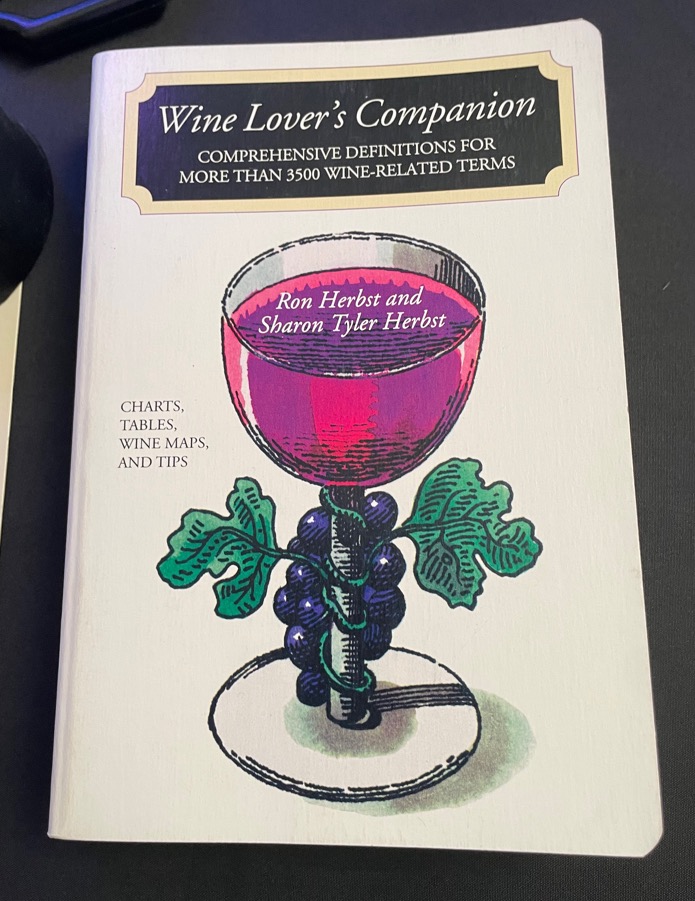 Wine Lover's Companion
COMPREHENSIVE DEFINITIONS FOR
MORE THAN 3500 WINE-RELATED TERMS
Ron Herbst and
Sharon Tyler Herbst
CHARTS,
TABLES,
WINE MAPS,
AND TIPS